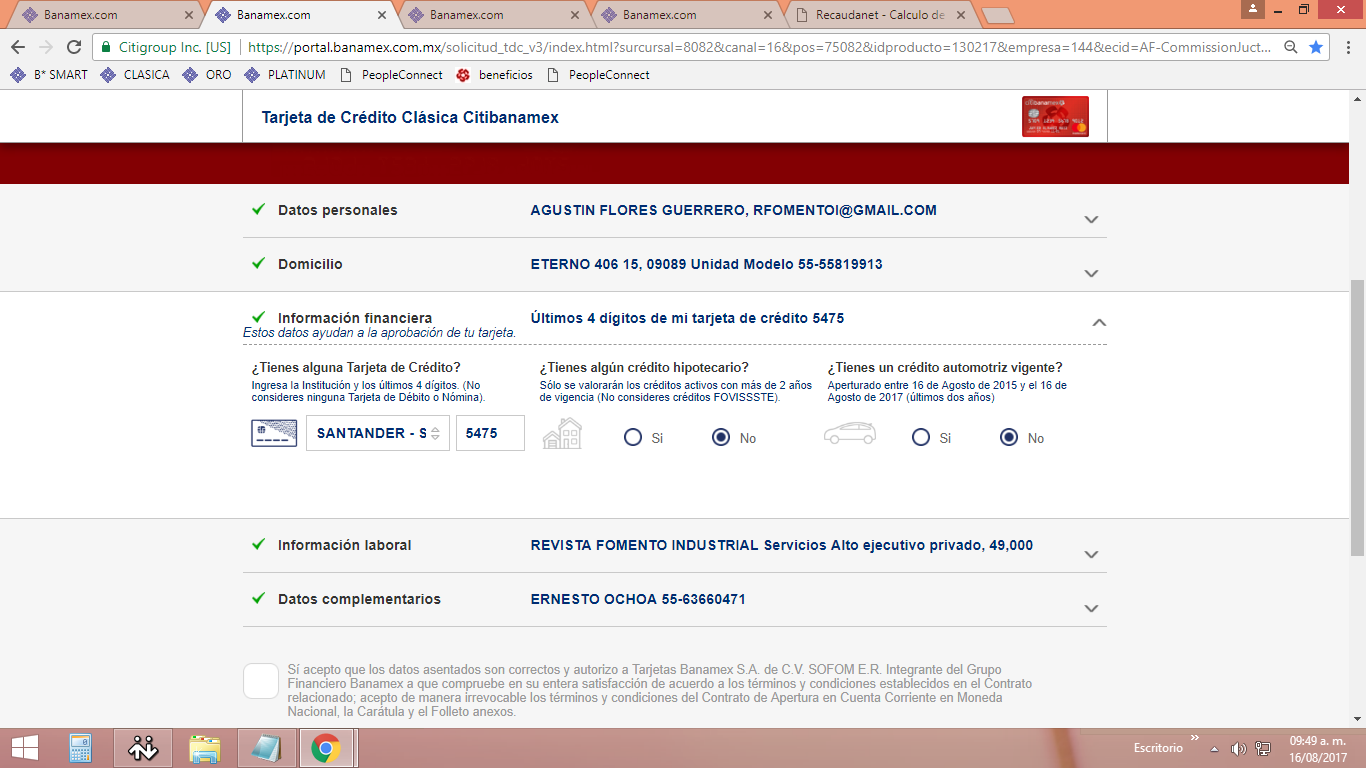 Banamex.com
Banamex.com
Banamex.com
Banamex.com
Recaudanet - Calculo de
Citigroup Inc. [US]
https://portal.banamex.com.mx/solicitud_tdc_v3/index.html?surcursal=8082&canal=16&pos=75082&idproducto=130217&empresa=144&ecid=AF-CommissionJuct...
B* SMART CLASICA ORO PLATINUM PeopleConnect beneficios PeopleConnect
Tarjeta de Crédito Clásica Citibanamex
Datos personales AGUSTIN FLORES GUERRERO, RFOMENTOI@GMAIL.COM
Domicilio ETERNO 406 15, 09089 Unidad Modelo 55-55819913
Información financiera Últimos 4 dígitos de mi tarjeta de crédito 5475
Estos datos ayudan a la aprobación de tu tarjeta.
¿Tienes alguna Tarjeta de Crédito?
Ingresa la Institución y los últimos 4 dígitos. (No
consideres ninguna Tarjeta de Débito o Nómina).
SANTANDER - S 5475
¿Tienes algún crédito hipotecario?
Sólo se valorarán los créditos activos con más de 2 años
de vigencia (No consideres créditos FOVISSSTE).
Si No
¿Tienes un crédito automotriz vigente?
Aperturado entre 16 de Agosto de 2015 y el 16 de
Agosto de 2017 (últimos dos años)
Si No
Información laboral REVISTA FOMENTO INDUSTRIAL Servicios Alto ejecutivo privado, 49,000
Datos complementarios ERNESTO OCHOA 55-63660471
Sí acepto que los datos asentados son correctos y autorizo a Tarjetas Banamex S.A. de C.V. SOFOM E.R. Integrante del Grupo
Financiero Banamex a que compruebe en su entera satisfacción de acuerdo a los términos y condiciones establecidos en el Contrato
relacionado; acepto de manera irrevocable los términos y condiciones del Contrato de Apertura en Cuenta Corriente en Moneda
Nacional, la Carátula y el Folleto anexos.
Escritorio
09:49 a. m.
16/08/2017